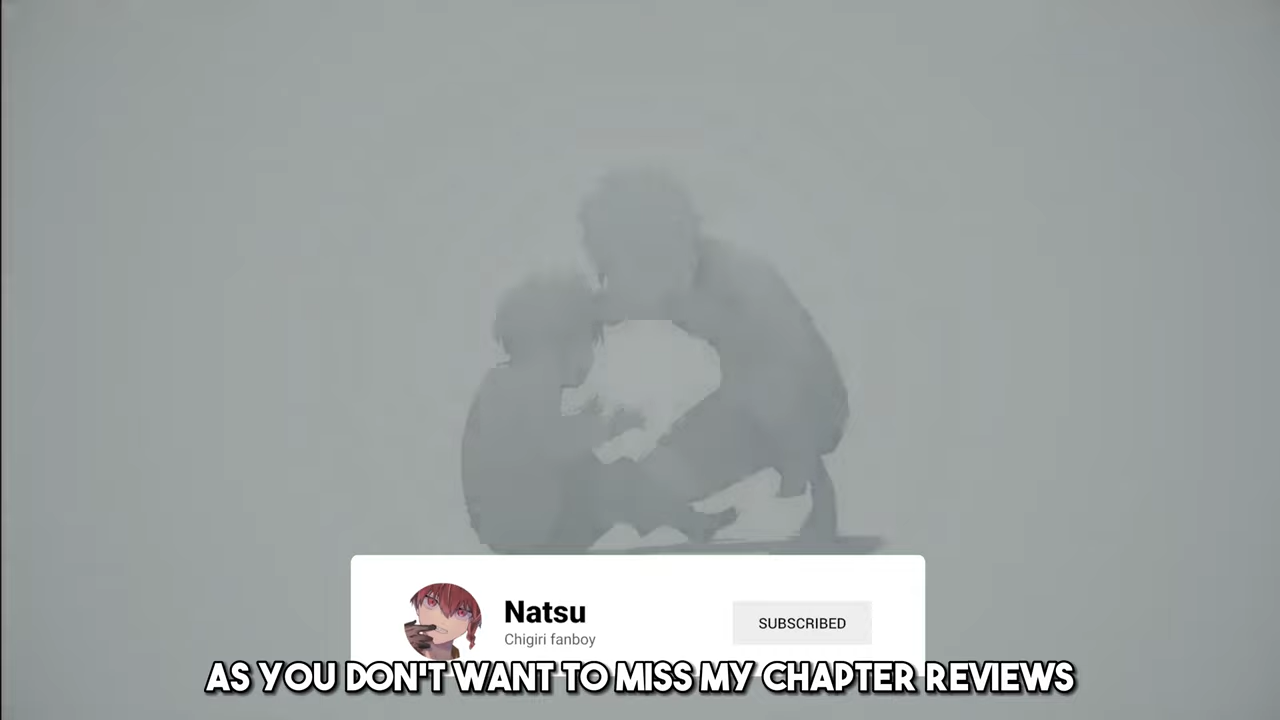 Natsu
Chigiri fanboy
SUBSCRIBED
AS YOU DON'T WANT TO MISS MY CHAPTER REVIEWS